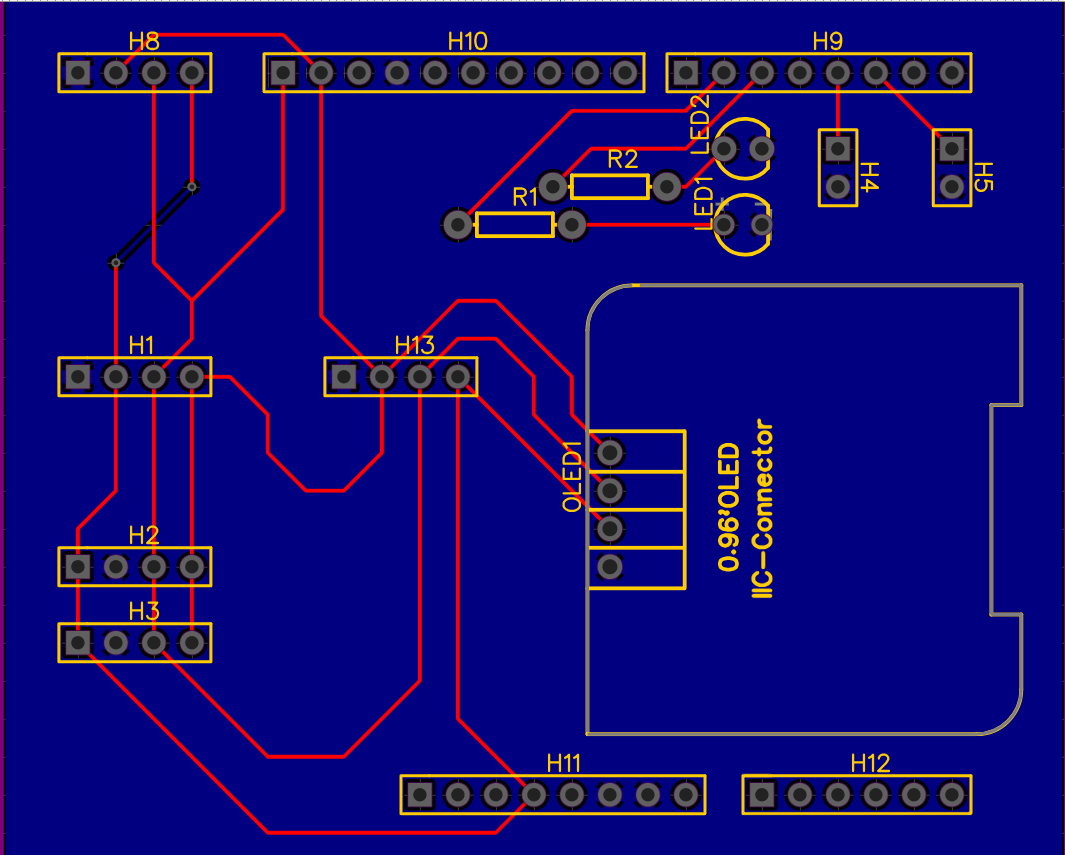 H8
H10
H9
LED2
R2
H4
H5
R1
LED1
+
H1
H13
OLED1
0.96'OLED
IIC-Connector
H2
H3
H11
H12